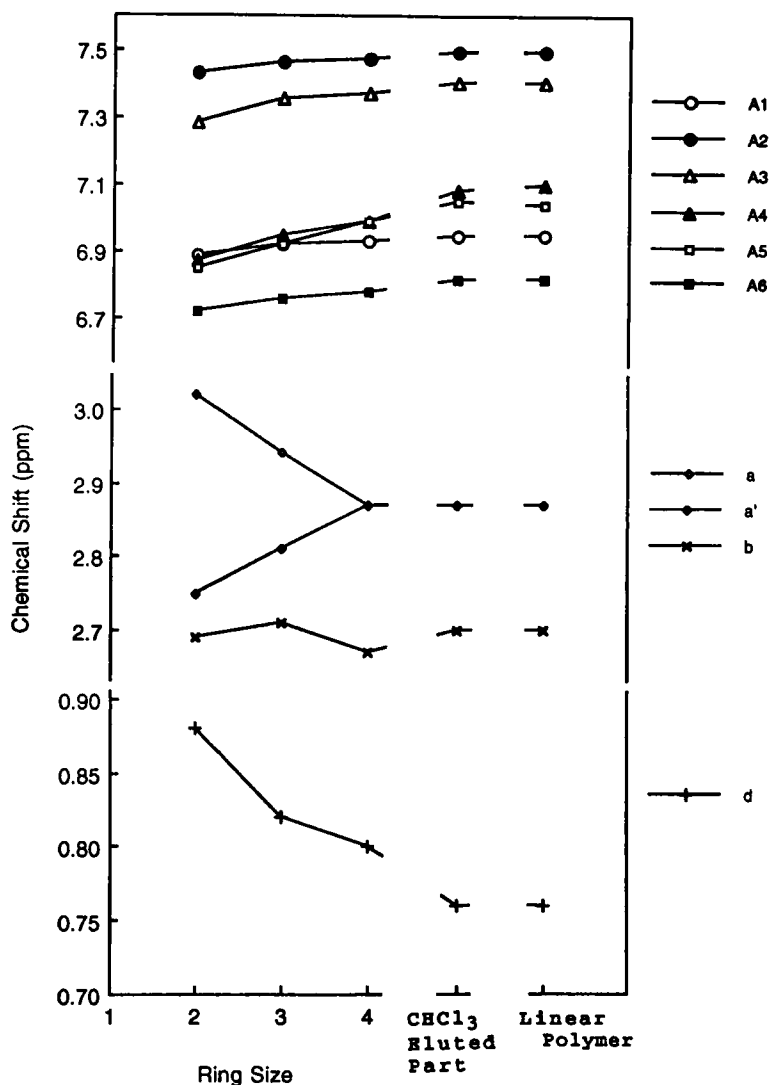 7.5
7.3
7.1
6.9
6.7
A1
A2
A3
A4
A5
A6
3.0
2.9
2.8
2.7
a
a'
b
Chemical Shift (ppm)
0.90
0.85
0.80
0.75
0.70
d
1 2 3 4
CHCl3 Linear
Eluted Polymer
Part
Ring Size